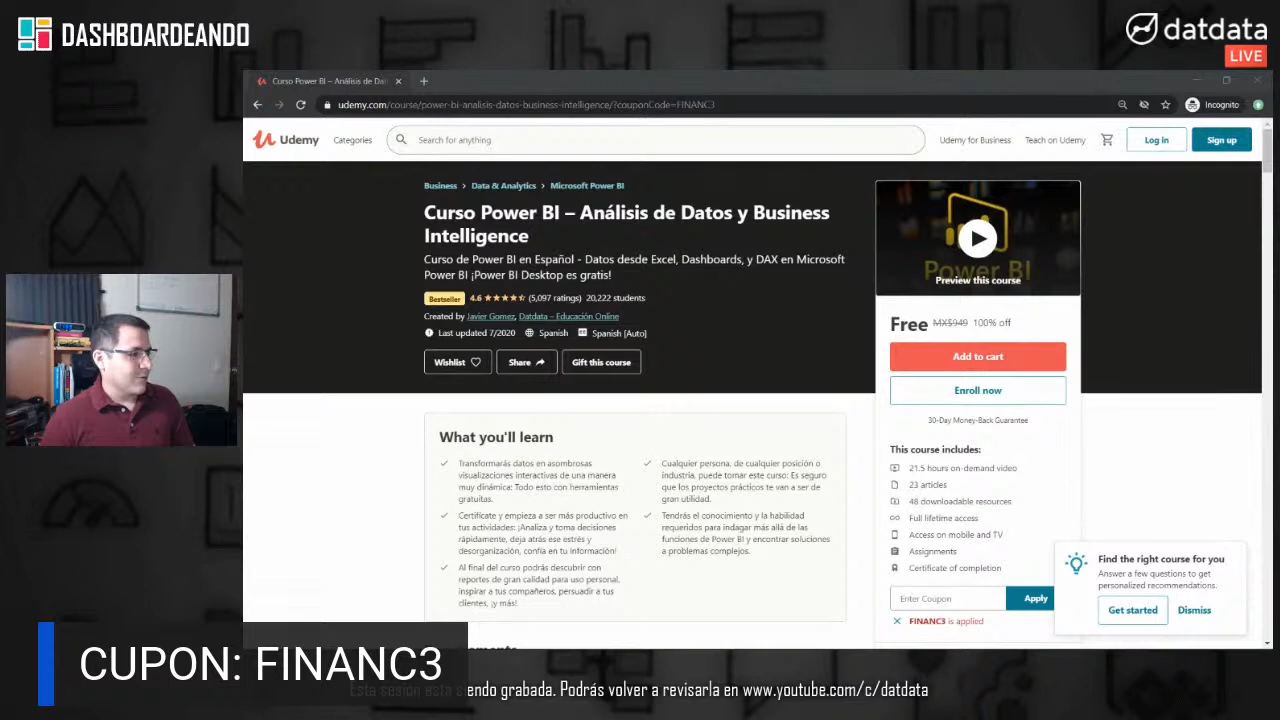 DASHBOARDEANDO
datdata
LIVE
Curso Power BI – Análisis de Dat
udemy.com/course/power-bi-analisis-datos-business-intelligence/?couponCode=FINANC3
Incognito
Udemy
Categories
Search for anything
Udemy for Business
Teach on Udemy
Log in
Sign up
Business > Data & Analytics > Microsoft Power BI
Curso Power BI – Análisis de Datos y Business
Intelligence
Curso de Power BI en Español - Datos desde Excel, Dashboards, y DAX en Microsoft
Power BI ¡Power BI Desktop es gratis!
Bestseller 4.6 (5,097 ratings) 20,222 students
Created by Javier Gomez, Datdata – Educación Online
Last updated 7/2020 Spanish Spanish [Auto]
Wishlist
Share
Gift this course
Power BI
Preview this course
Free MX$949 100% off
Add to cart
Enroll now
30-Day Money-Back Guarantee
This course includes:
21.5 hours on-demand video
23 articles
48 downloadable resources
Full lifetime access
Access on mobile and TV
Assignments
Certificate of completion
Enter Coupon
Apply
FINANC3 is applied
What you'll learn
Transformarás datos en asombrosas
visualizaciones interactivas de una manera
muy dinámica: Todo esto con herramientas
gratuitas.
Certifícate y empieza a ser más productivo en
tus actividades: ¡Analiza y toma decisiones
rápidamente, deja atrás ese estrés y
desorganización, confía en tu información!
Al final del curso podrás descubrir con
reportes de gran calidad para uso personal,
inspirar a tus compañeros, persuadir a tus
clientes, ¡y más!
Cualquier persona, de cualquier posición o
industria, puede tomar este curso: Es seguro
que los proyectos prácticos te van a ser de
gran utilidad.
Tendrás el conocimiento y la habilidad
requeridos para indagar más allá de las
funciones de Power BI y encontrar soluciones
a problemas complejos.
Find the right course for you
Answer a few questions to get
personalized recommendations.
Get started
Dismiss
CUPON: FINANC3
Esta sesión está siendo grabada. Podrás volver a revisarla en www.youtube.com/c/datdata